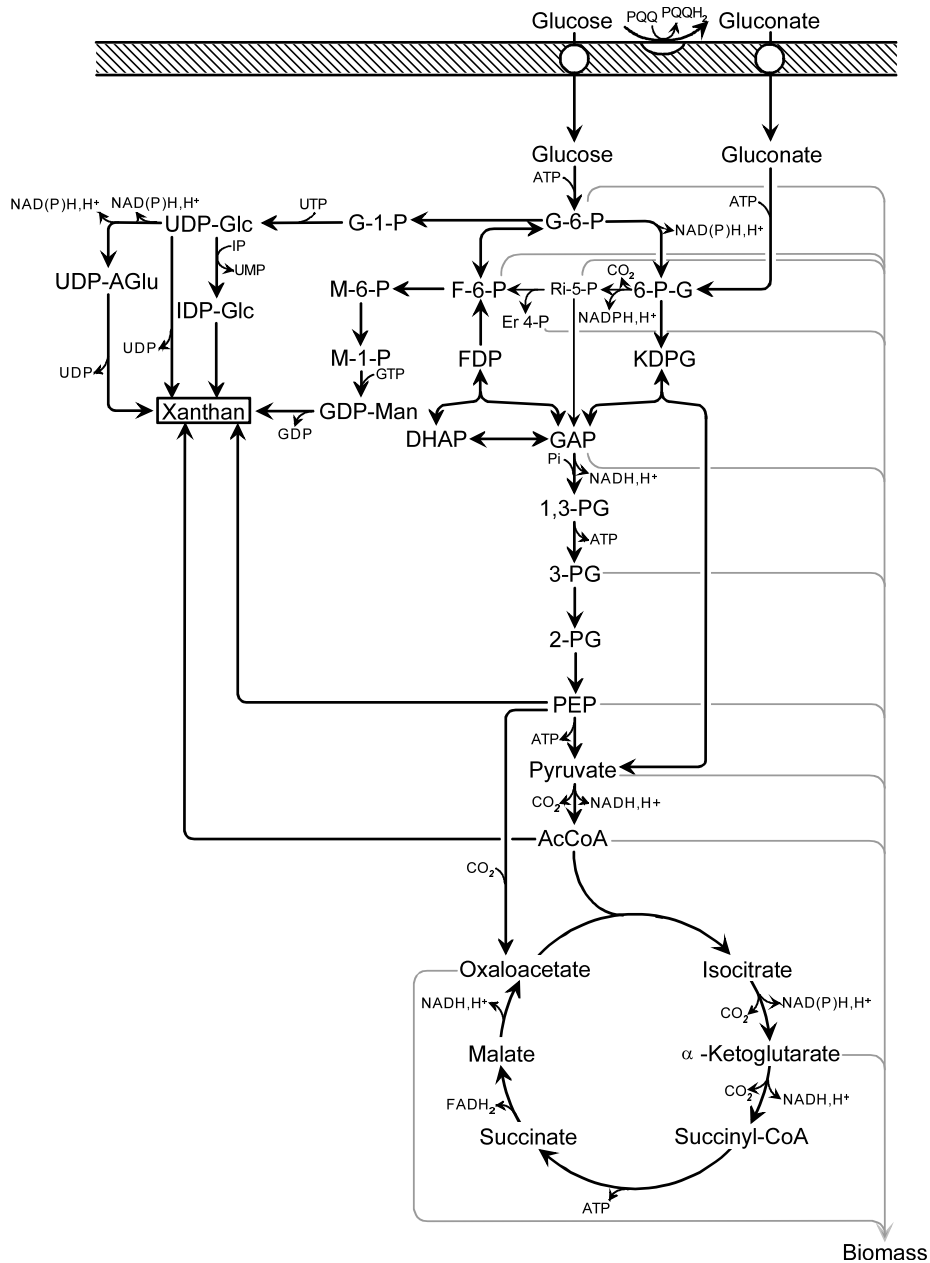 Glucose PQQ PQQH2 Gluconate
Glucose Gluconate
ATP
ATP
NAD(P)H,H+ NAD(P)H,H+
UDP-Glc UTP G-1-P G-6-P NAD(P)H,H+
IP
UMP
CO2
UDP-AGlu M-6-P F-6-P Ri-5-P 6-P-G
IDP-Glc Er 4-P NADPH,H+
UDP
M-1-P FDP KDPG
UDP GTP
Xanthan GDP-Man
GDP
DHAP GAP
Pi
NADH,H+
1,3-PG
ATP
3-PG
2-PG
PEP
ATP
Pyruvate
CO2 NADH,H+
AcCoA
CO2
Oxaloacetate Isocitrate
NADH,H+ NAD(P)H,H+
CO2
Malate α -Ketoglutarate
CO2
NADH,H+
FADH2
Succinate Succinyl-CoA
ATP
Biomass